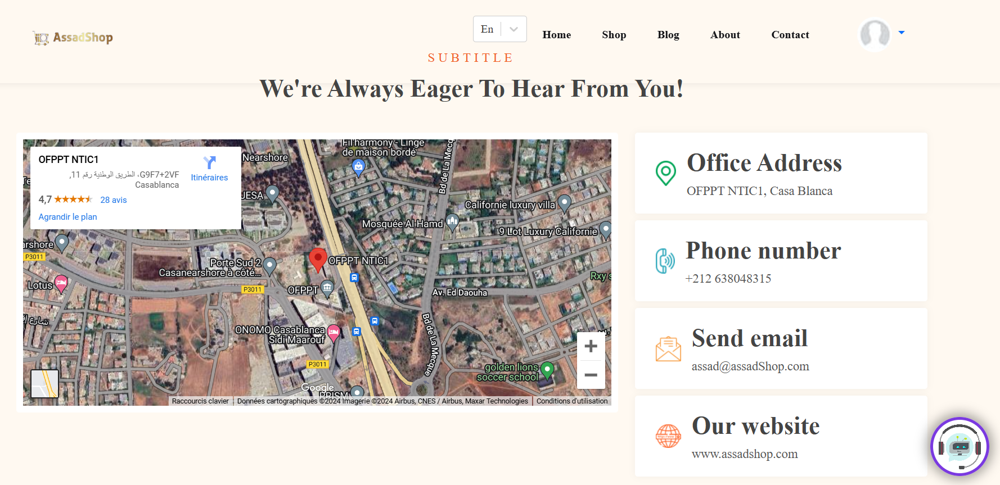 AssadShop
En
Home
Shop
Blog
About
Contact
SUBTITLE
We're Always Eager To Hear From You!
OFPPT NTIC1
G9F7+2VF، الطريق الوطنية رقم 11,
Casablanca
Itinéraires
4,7
28 avis
Agrandir le plan
Nearshore
Fil'harmony - Linge
de maison bordé
Bd de La Mecq
JESA
Californie luxury villa
Mosquée Al Hamd
9 Lot Luxury Californie
arshore
P3011
Porte Sud 2
Casanearshore à côté...
OFPPT NTIC1
Lotus
P3011
OFPPT
Rxy s
Av. Ed Daouha
شارع إف
ONOMO Casablanca
Sidi Maarouf
Bd de La Mecque
P3011
golden lions
soccer school
Google
PRISM
Raccourcis clavier
Données cartographiques ©2024 Imagerie ©2024 Airbus, CNES / Airbus, Maxar Technologies
Conditions d'utilisation
Office Address
OFPPT NTIC1, Casa Blanca
Phone number
+212 638048315
Send email
assad@assadShop.com
Our website
www.assadshop.com